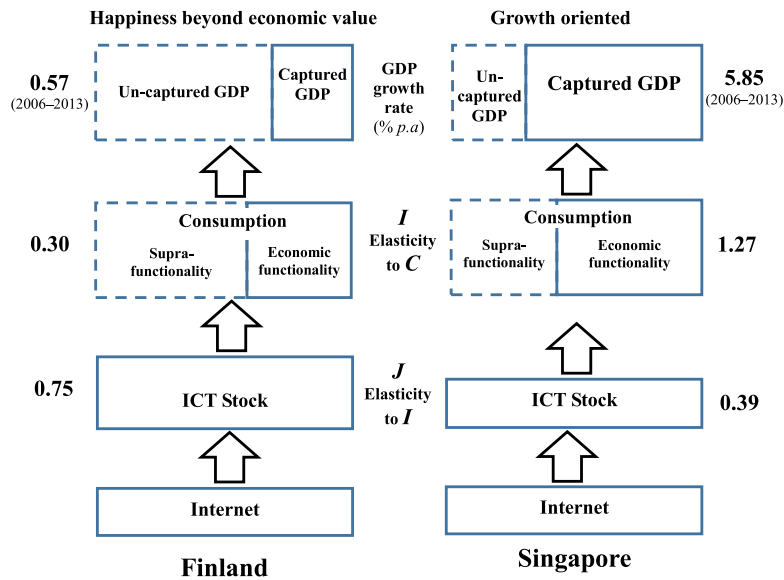 Happiness beyond economic value
Growth oriented
0.57
(2006–2013)
Un-captured GDP
Captured
GDP
GDP
growth
rate
(% p.a)
Un-
captured
GDP
Captured GDP
5.85
(2006–2013)
0.30
Consumption
Supra-
functionality
Economic
functionality
I
Elasticity
to C
Consumption
Supra-
functionality
Economic
functionality
1.27
0.75
ICT Stock
J
Elasticity
to I
ICT Stock
0.39
Internet
Internet
Finland
Singapore